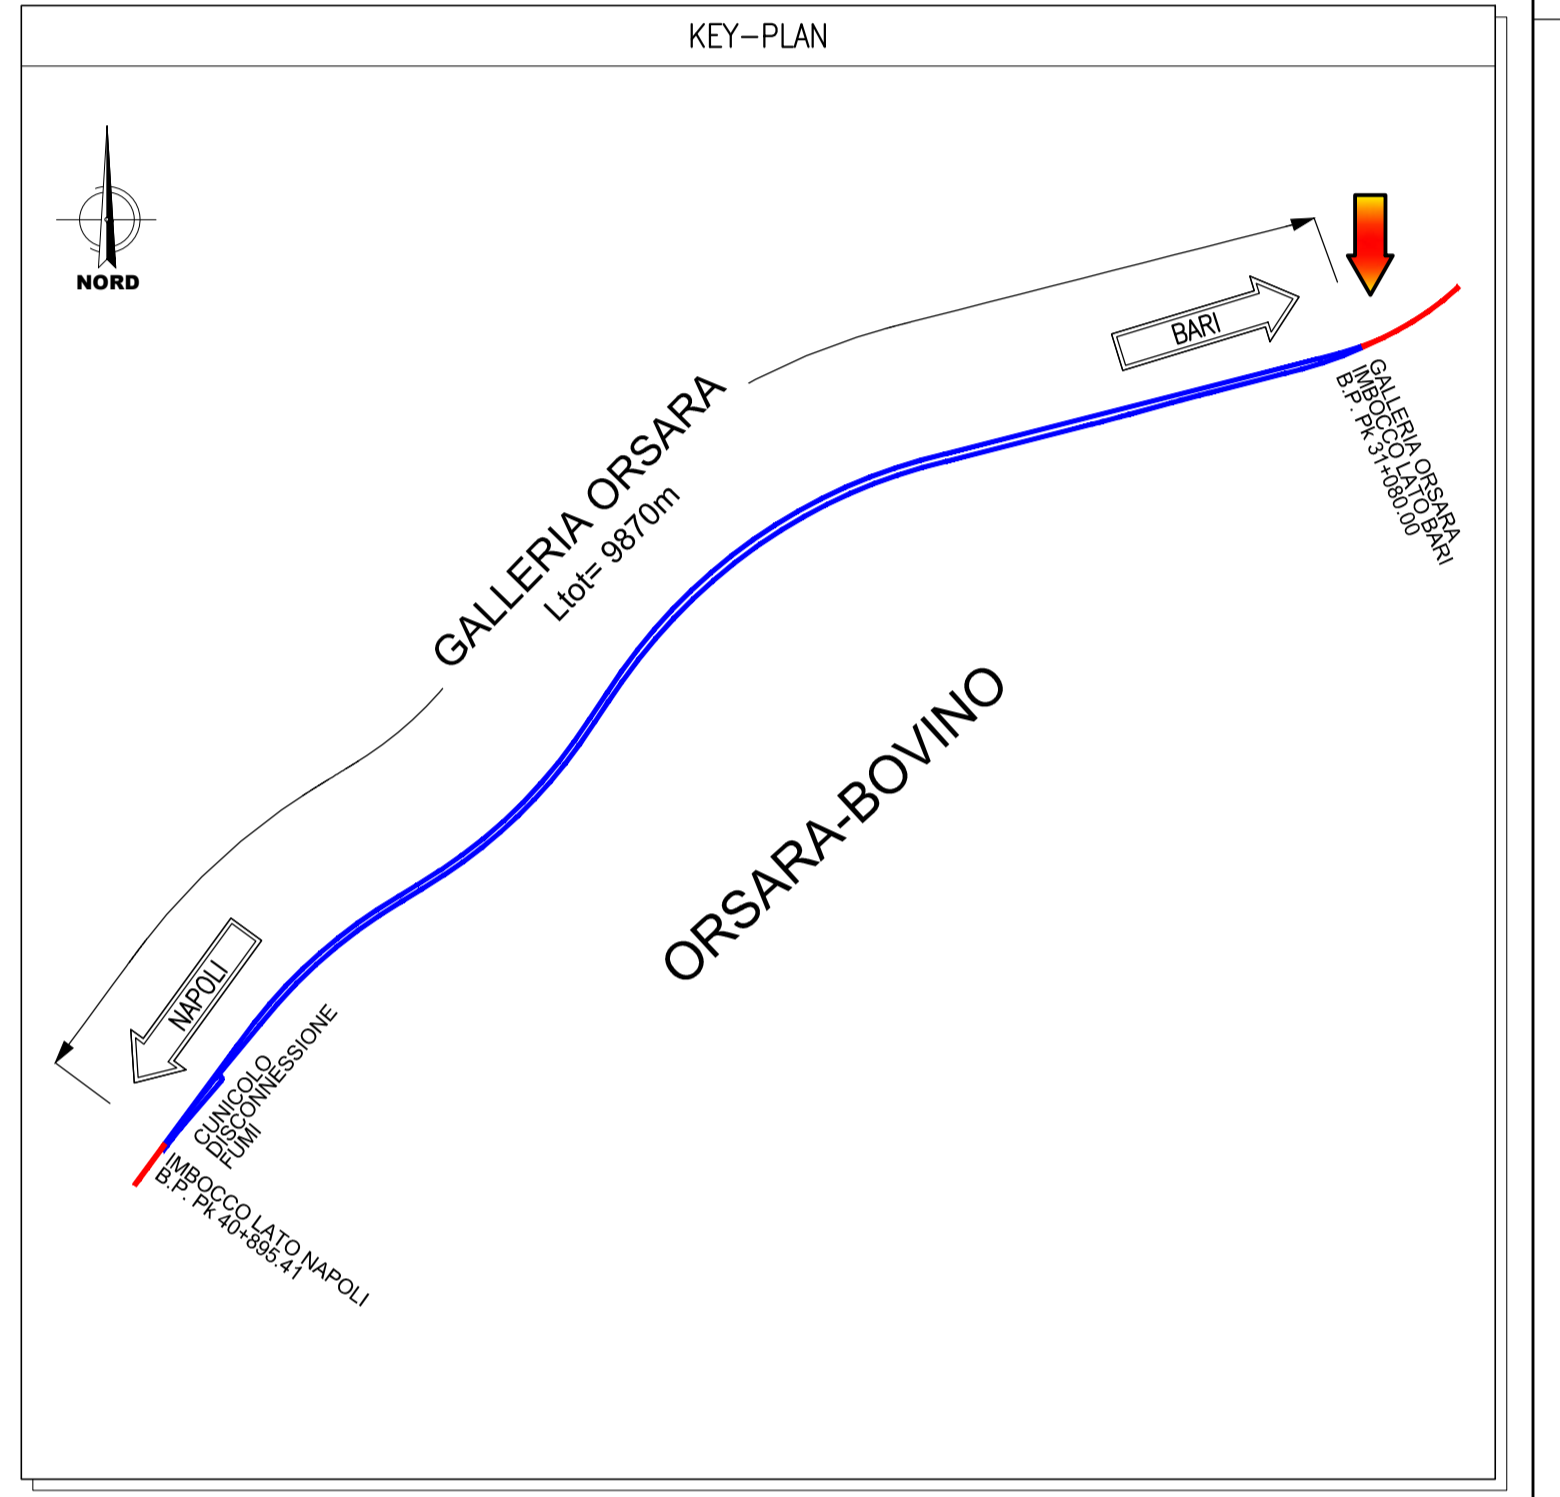 KEY-PLAN
NORD
BARI
GALLERIA ORSARA
IMBOCCO LATO BARI
B.P. Pk 31+080.00
GALLERIA ORSARA
Ltot= 9870m
ORSARA-BOVINO
NAPOLI
CUNICOLO
DISCONNESSIONE
FUMI
IMBOCCO LATO NAPOLI
B.P. Pk 40+895.41